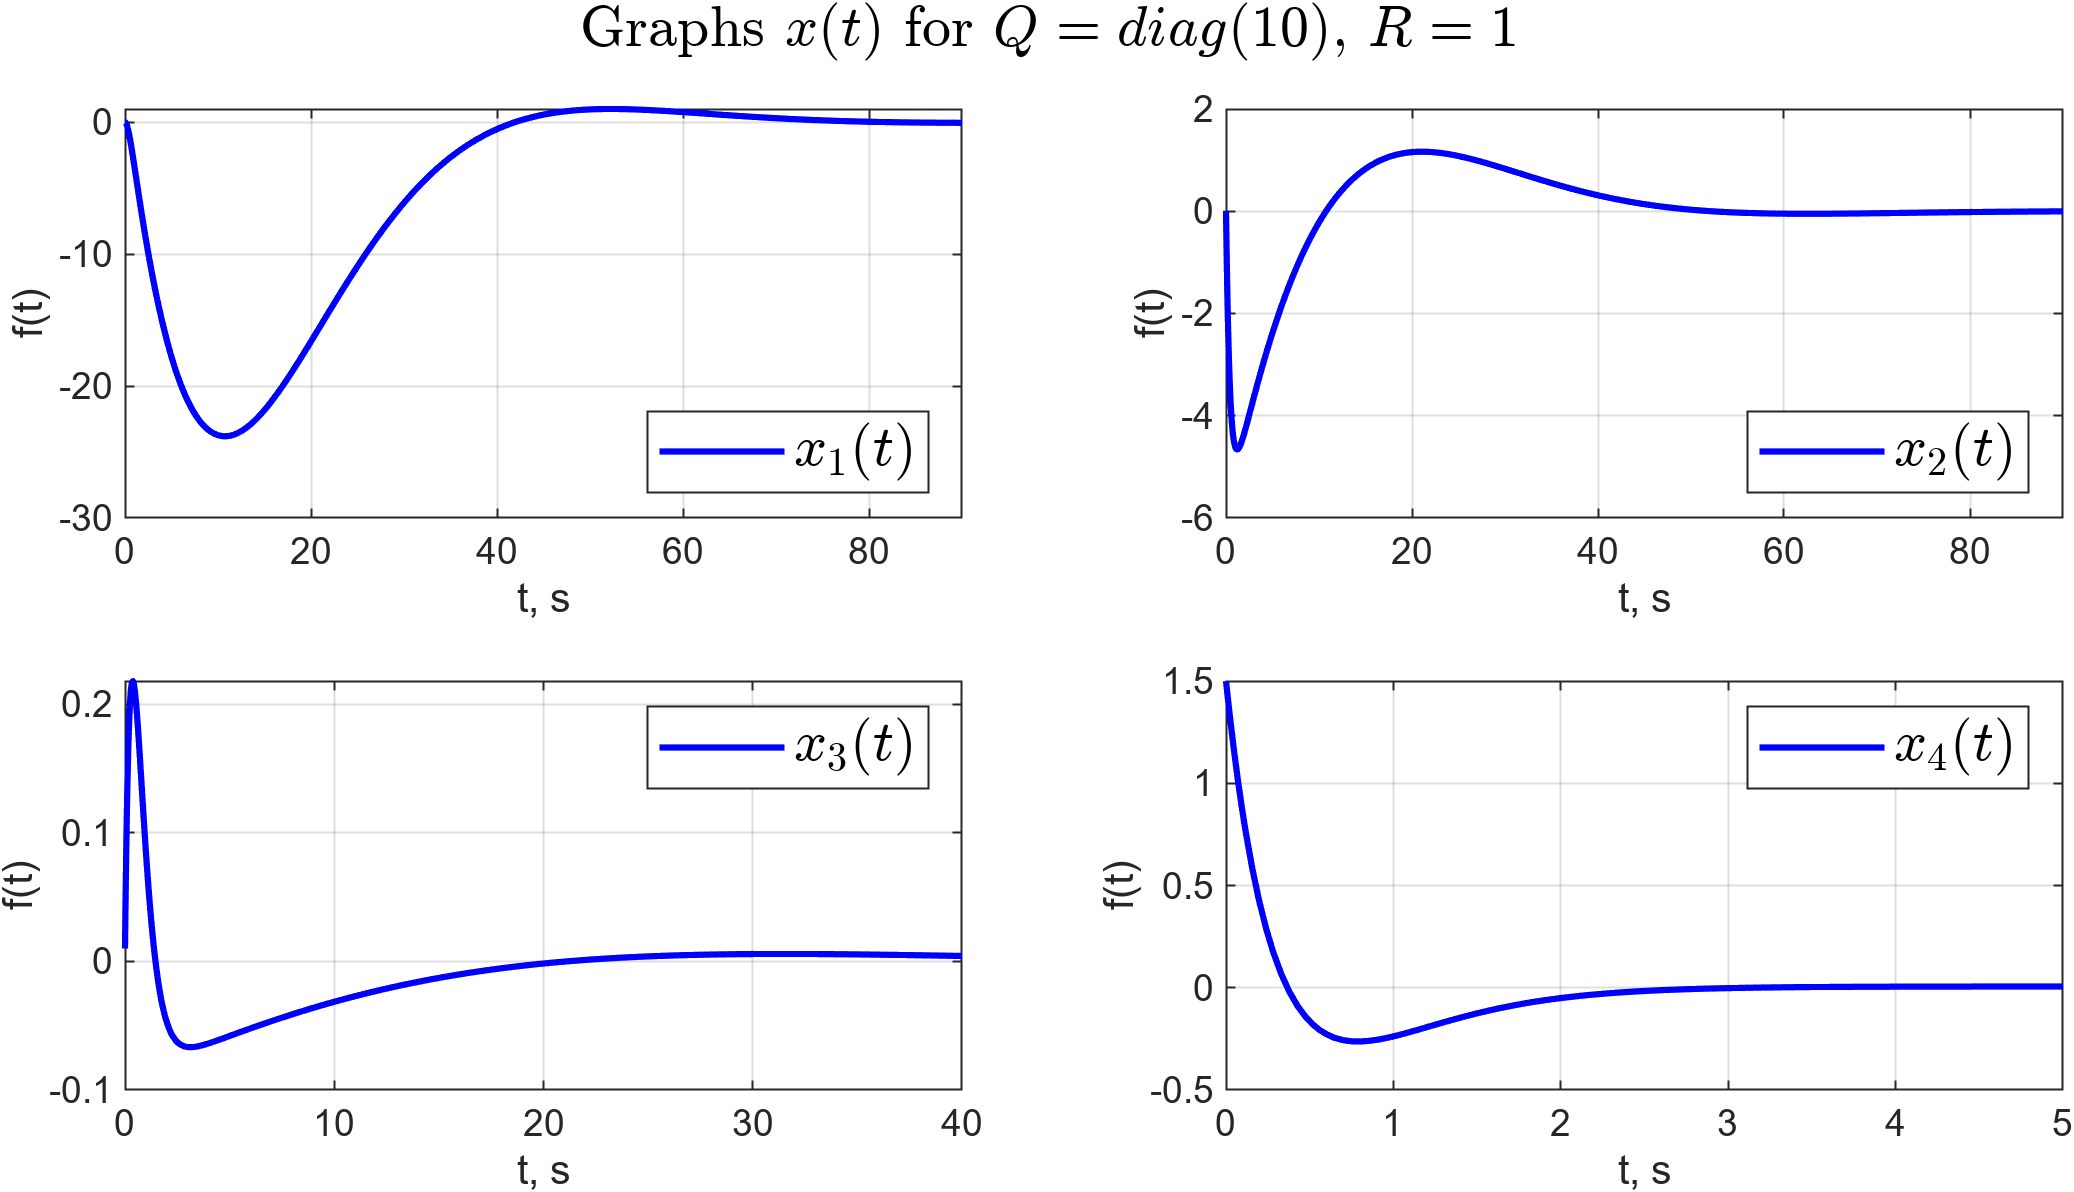 Graphs x(t) for Q = diag(10), R = 1
0
-10
-20
-30
f(t)
x₁(t)
0 20 40 60 80
t, s
2
0
-2
-4
-6
f(t)
x₂(t)
0 20 40 60 80
t, s
0.2
0.1
0
-0.1
f(t)
x₃(t)
0 10 20 30 40
t, s
1.5
1
0.5
0
-0.5
f(t)
x₄(t)
0 1 2 3 4 5
t, s